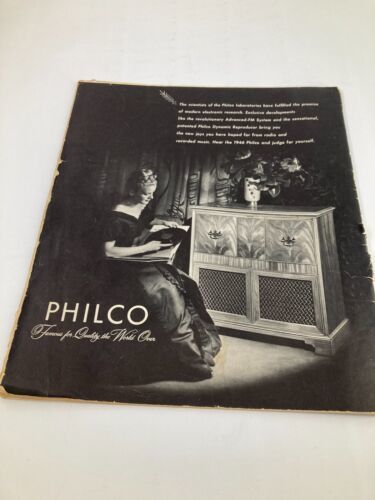 The scientists of the Philco laboratories have fulfilled the promise
of modern electronic research. Exclusive developments
like the revolutionary Advanced-FM System and the sensational,
patented Philco Dynamic Reproducer bring you
the new joys you have hoped for from radio and
recorded music. Hear the 1946 Philco and judge for yourself.
PHILCO
Famous for Quality the World Over